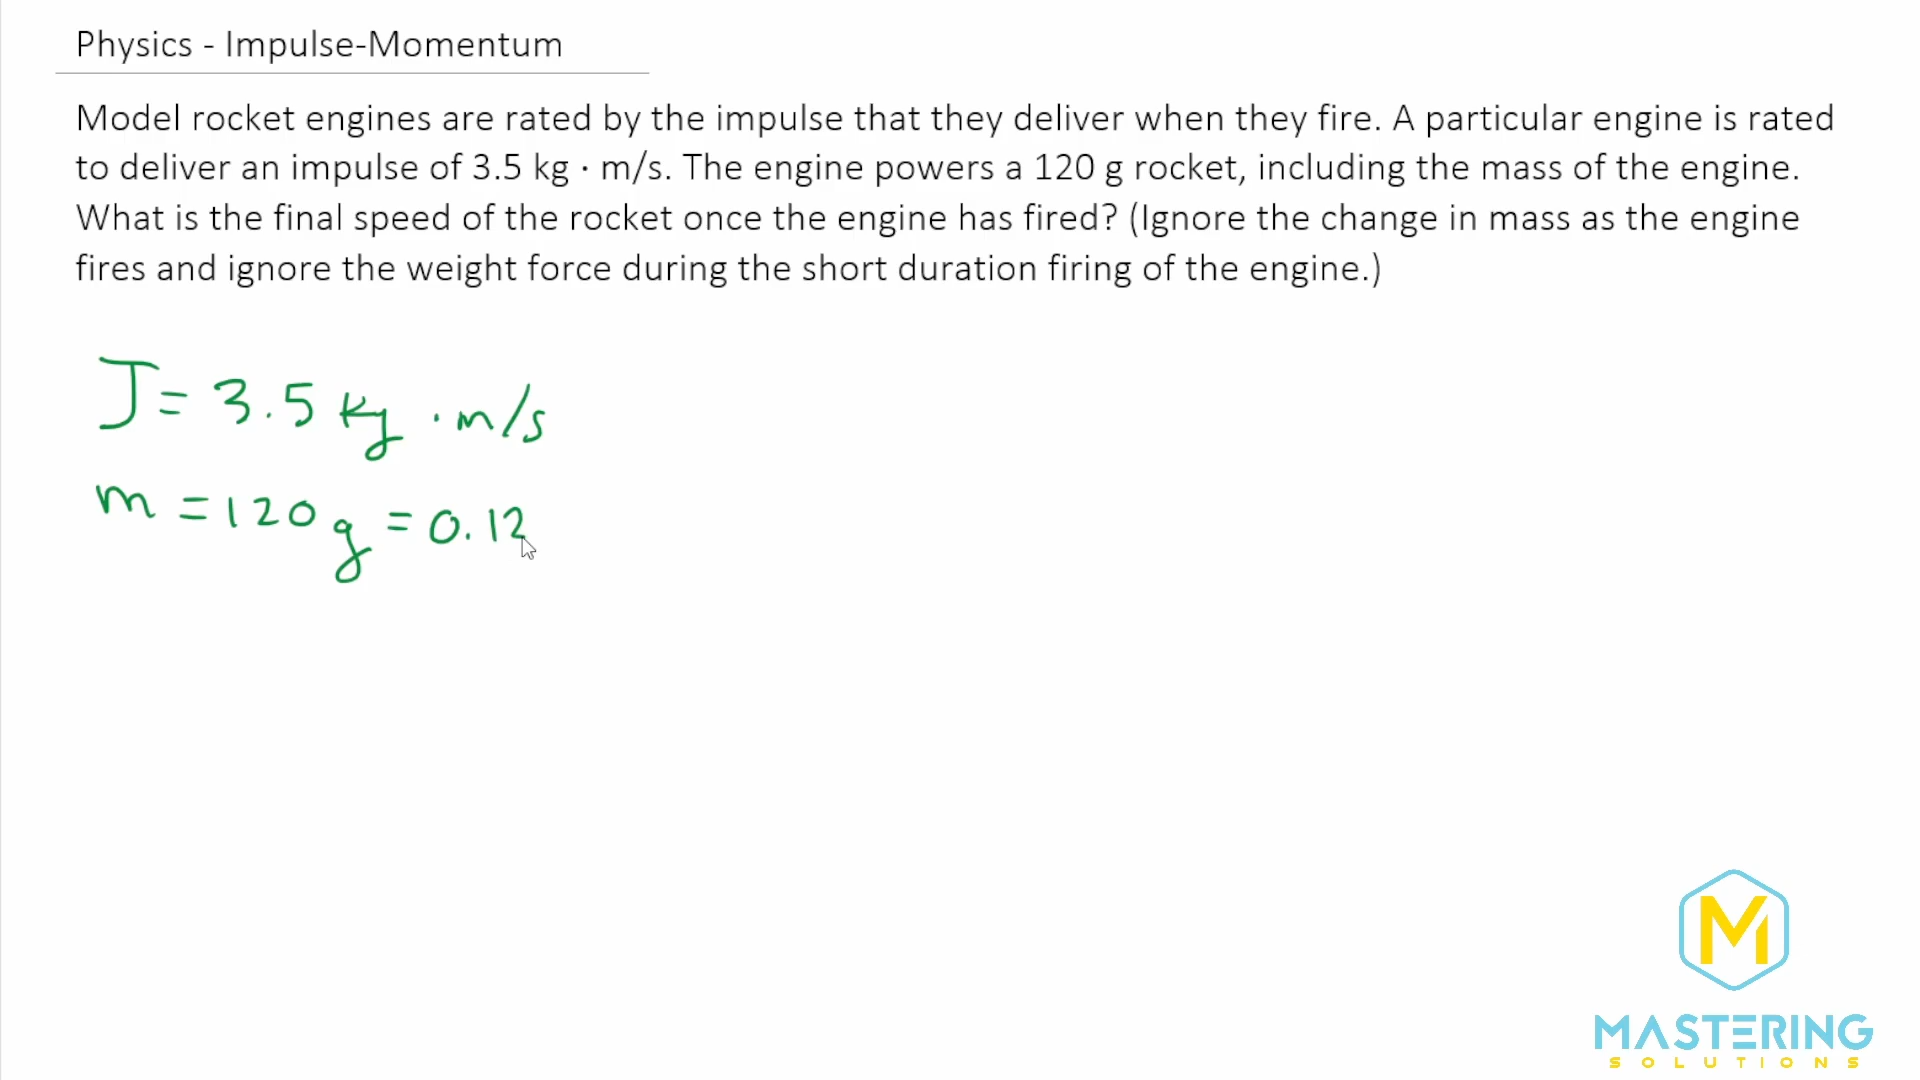 Physics - Impulse-Momentum
Model rocket engines are rated by the impulse that they deliver when they fire. A particular engine is rated
to deliver an impulse of 3.5 kg · m/s. The engine powers a 120 g rocket, including the mass of the engine.
What is the final speed of the rocket once the engine has fired? (Ignore the change in mass as the engine
fires and ignore the weight force during the short duration firing of the engine.)
J = 3.5 kg · m/s
m = 120 g = 0.12
M
MASTERING
SOLUTIONS